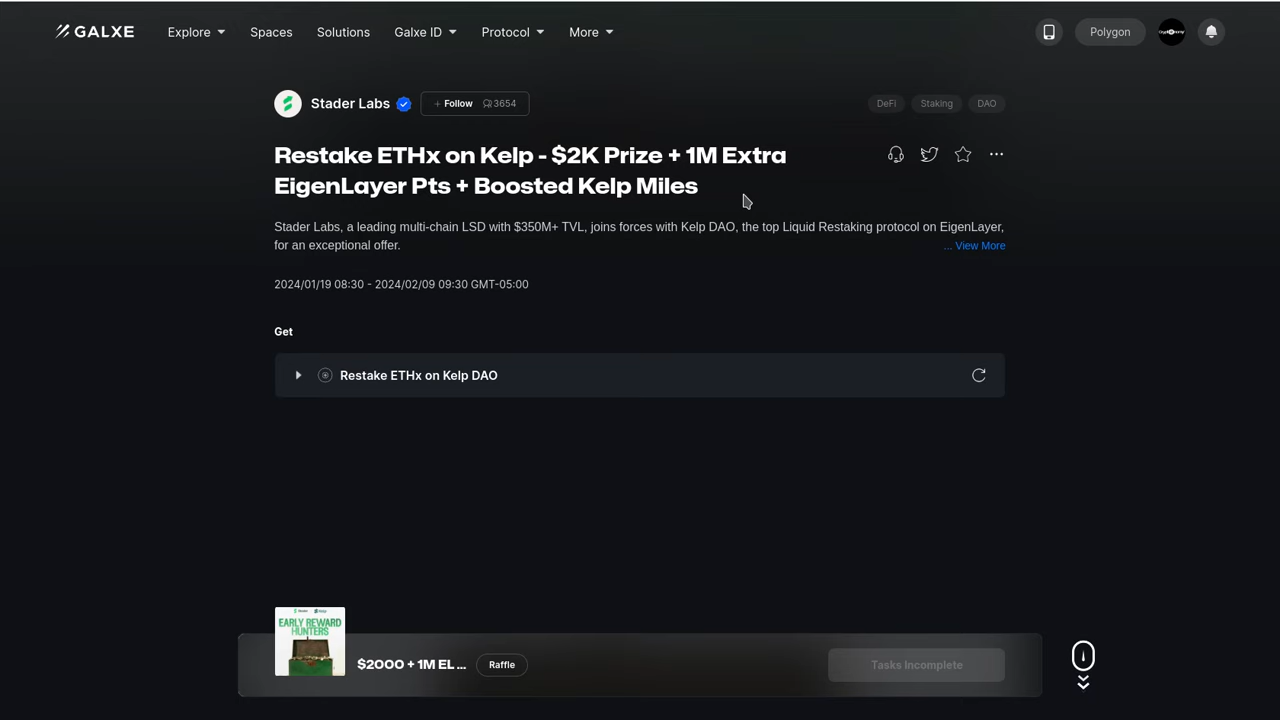 GALXE
Explore
Spaces
Solutions
Galxe ID
Protocol
More
Polygon
Stader Labs
+ Follow 3654
DeFi
Staking
DAO
Restake ETHx on Kelp - $2K Prize + 1M Extra
EigenLayer Pts + Boosted Kelp Miles
Stader Labs, a leading multi-chain LSD with $350M+ TVL, joins forces with Kelp DAO, the top Liquid Restaking protocol on EigenLayer,
for an exceptional offer.
... View More
2024/01/19 08:30 - 2024/02/09 09:30 GMT-05:00
Get
Restake ETHx on Kelp DAO
EARLY REWARD
HUNTERS
$2000 + 1M EL ...
Raffle
Tasks Incomplete